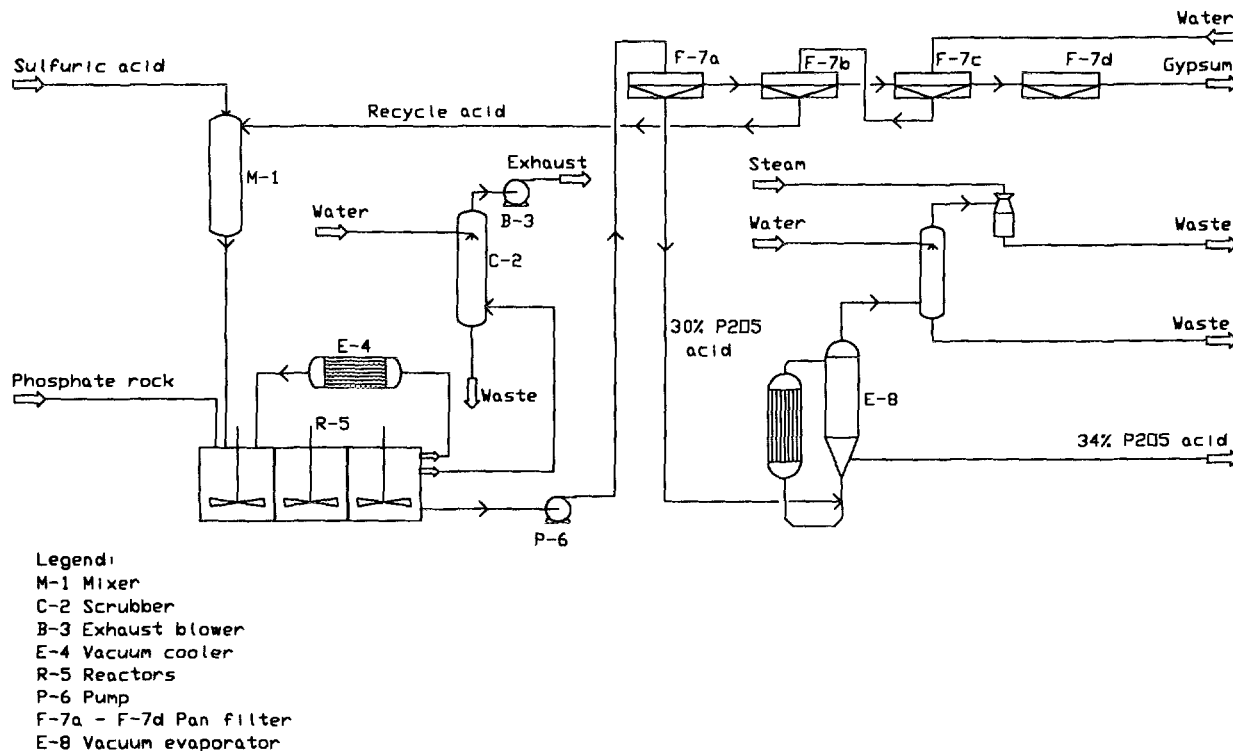 Water
F-7a
F-7b
F-7c
F-7d
Gypsum
Sulfuric acid
Recycle acid
M-1
Exhaust
B-3
Water
C-2
Steam
Water
Waste
30% P2O5
acid
Waste
E-4
Phosphate rock
Waste
E-8
R-5
34% P2O5 acid
P-6
Legend:
M-1 Mixer
C-2 Scrubber
B-3 Exhaust blower
E-4 Vacuum cooler
R-5 Reactors
P-6 Pump
F-7a - F-7d Pan filter
E-8 Vacuum evaporator